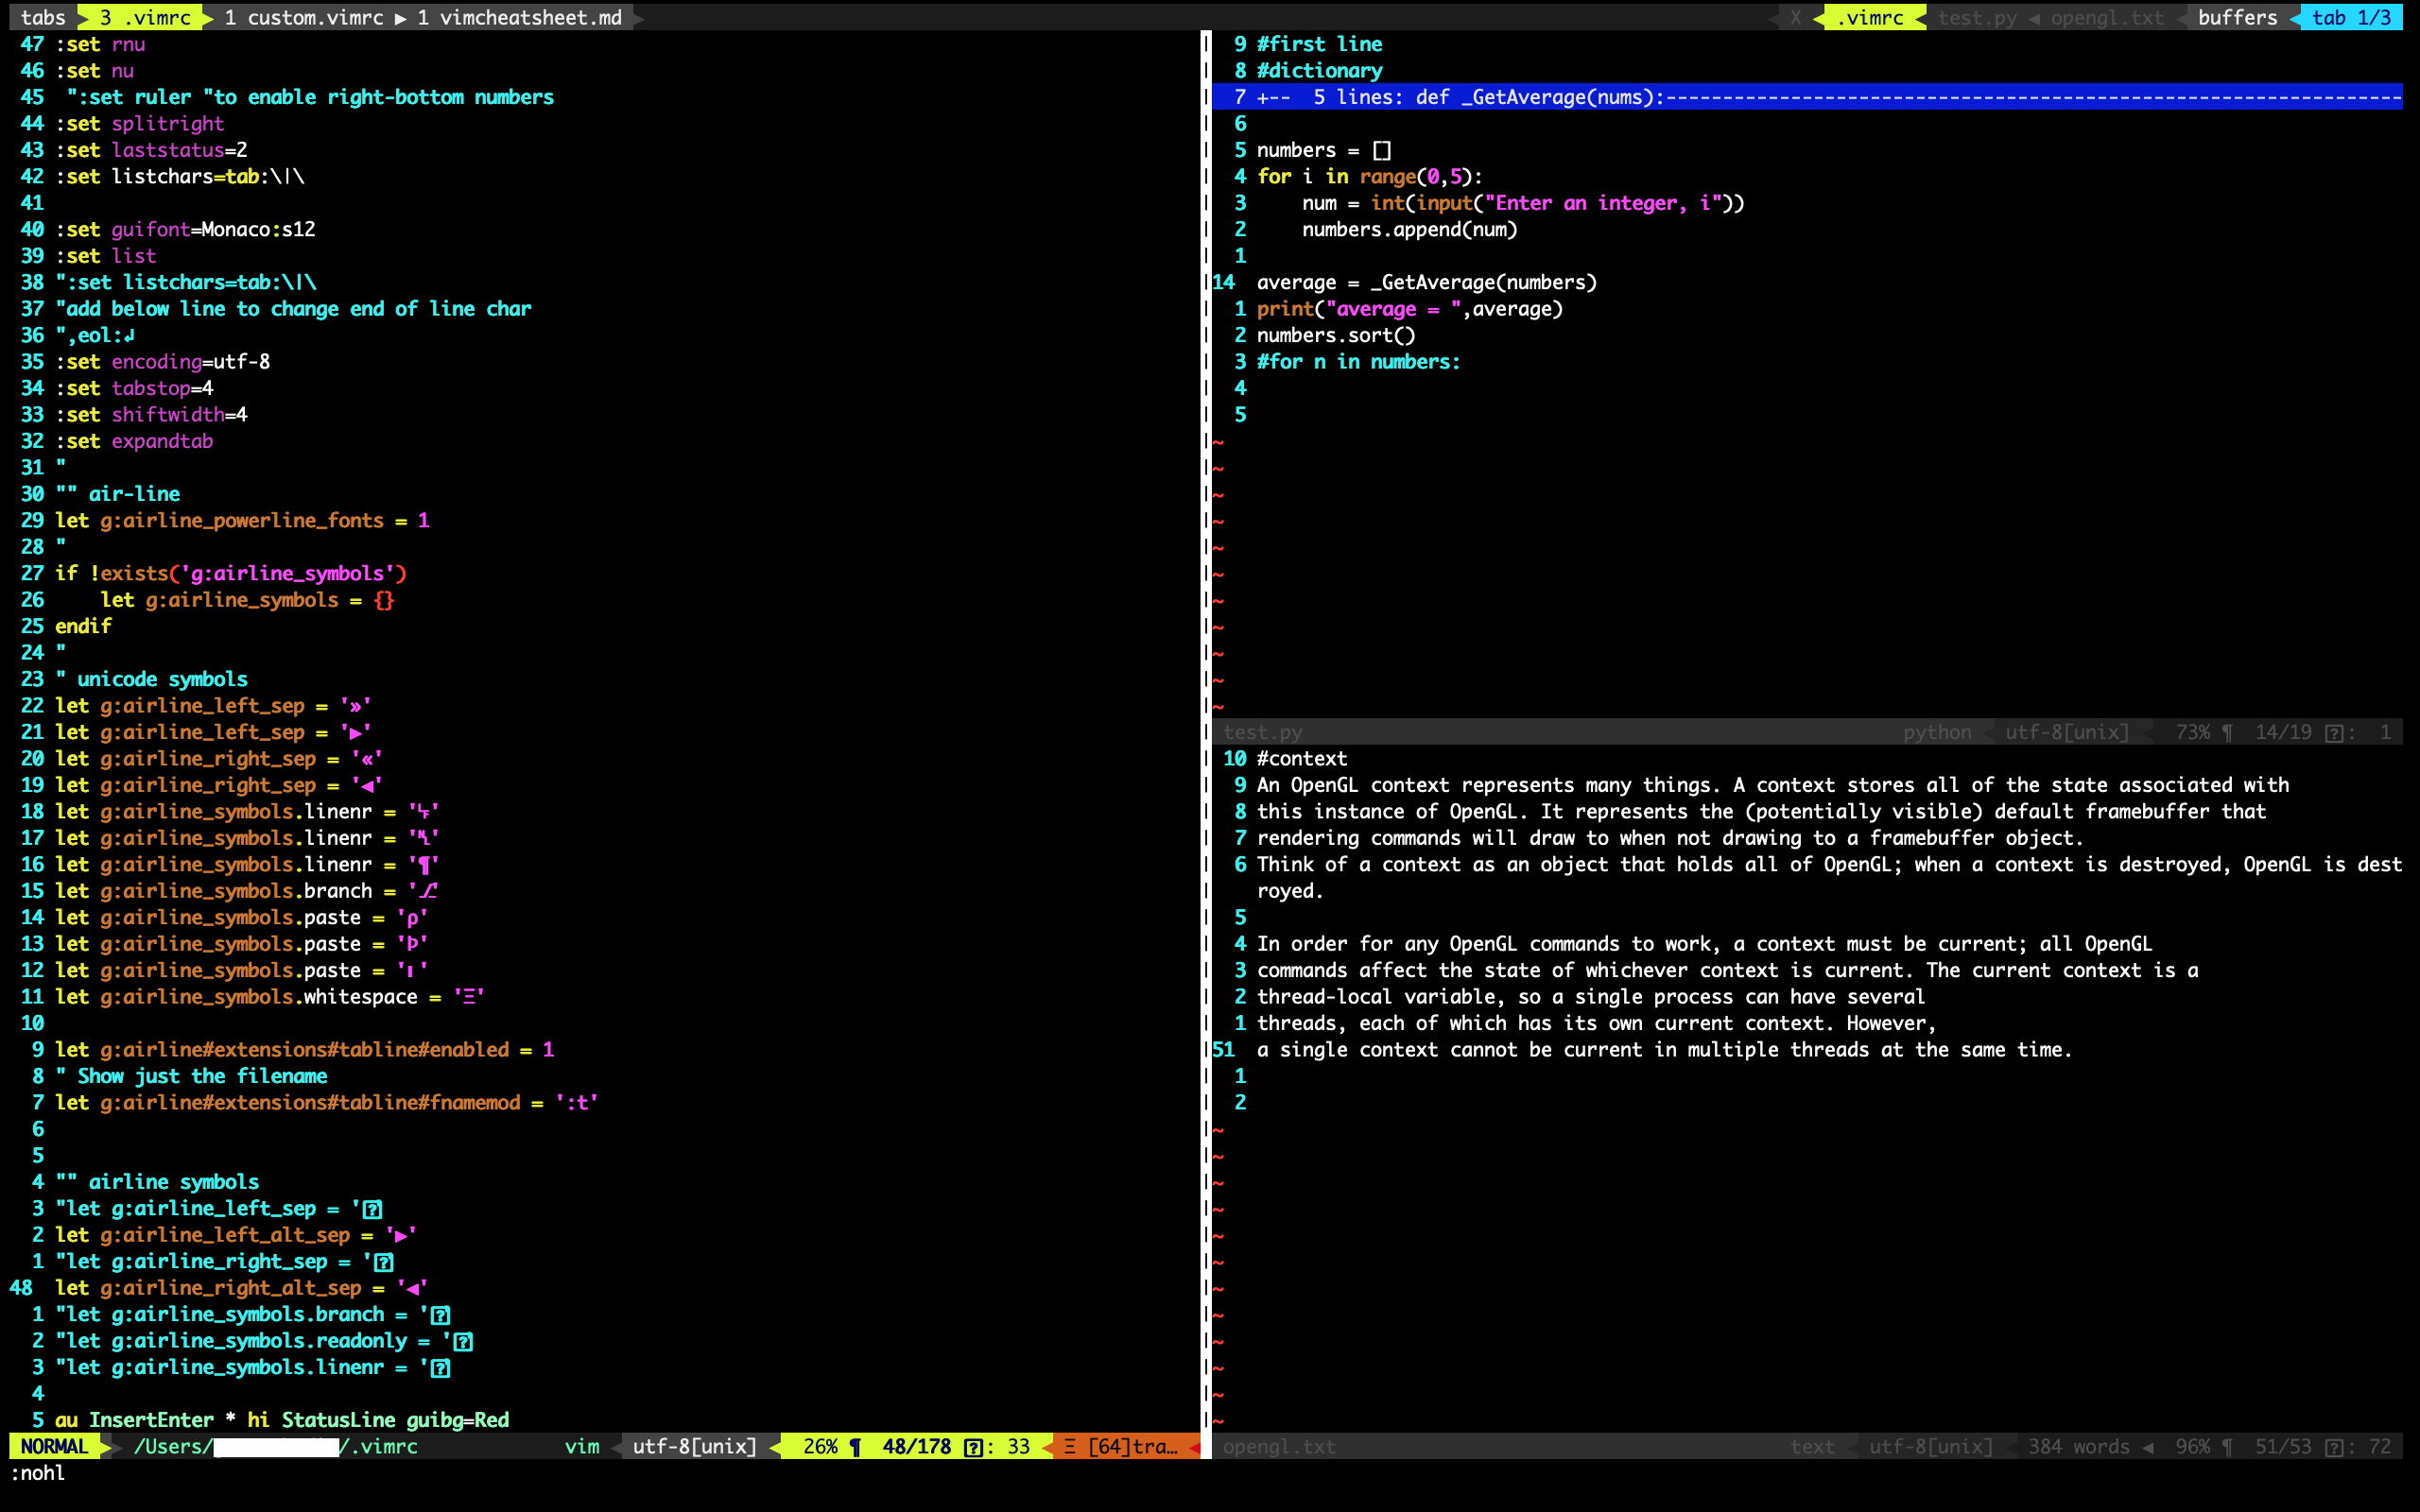 tabs 3 .vimrc 1 custom.vimrc ▶ 1 vimcheatsheet.md X .vimrc test.py ◀ opengl.txt buffers tab 1/3
47 :set rnu
46 :set nu
45  ":set ruler "to enable right-bottom numbers
44 :set splitright
43 :set laststatus=2
42 :set listchars=tab:\|\
41
40 :set guifont=Monaco:s12
39 :set list
38 ":set listchars=tab:\|\
37 "add below line to change end of line char
36 ",eol:↲
35 :set encoding=utf-8
34 :set tabstop=4
33 :set shiftwidth=4
32 :set expandtab
31 "
30 "" air-line
29 let g:airline_powerline_fonts = 1
28 "
27 if !exists('g:airline_symbols')
26     let g:airline_symbols = {}
25 endif
24 "
23 " unicode symbols
22 let g:airline_left_sep = '»'
21 let g:airline_left_sep = '▶'
20 let g:airline_right_sep = '«'
19 let g:airline_right_sep = '◀'
18 let g:airline_symbols.linenr = '␊'
17 let g:airline_symbols.linenr = '␤'
16 let g:airline_symbols.linenr = '¶'
15 let g:airline_symbols.branch = '⎇'
14 let g:airline_symbols.paste = 'ρ'
13 let g:airline_symbols.paste = 'Þ'
12 let g:airline_symbols.paste = '∥'
11 let g:airline_symbols.whitespace = 'Ξ'
10
9 let g:airline#extensions#tabline#enabled = 1
8 " Show just the filename
7 let g:airline#extensions#tabline#fnamemod = ':t'
6
5
4 "" airline symbols
3 "let g:airline_left_sep = '
2 let g:airline_left_alt_sep = '▶'
1 "let g:airline_right_sep = '
48 let g:airline_right_alt_sep = '◀'
1 "let g:airline_symbols.branch = '
2 "let g:airline_symbols.readonly = '
3 "let g:airline_symbols.linenr = '
4
5 au InsertEnter * hi StatusLine guibg=Red
NORMAL /Users/ /.vimrc vim utf-8[unix] 26% ¶ 48/178 : 33 Ξ [64]tra…
:nohl
9 #first line
8 #dictionary
7 +--  5 lines: def _GetAverage(nums):-----------------------------------------------------------------
6
5 numbers = []
4 for i in range(0,5):
3     num = int(input("Enter an integer, i"))
2     numbers.append(num)
1
14 average = _GetAverage(numbers)
1 print("average = ",average)
2 numbers.sort()
3 #for n in numbers:
4
5
~
~
~
~
~
~
~
~
~
~
~
test.py python utf-8[unix] 73% ¶ 14/19 : 1
10 #context
9 An OpenGL context represents many things. A context stores all of the state associated with
8 this instance of OpenGL. It represents the (potentially visible) default framebuffer that
7 rendering commands will draw to when not drawing to a framebuffer object.
6 Think of a context as an object that holds all of OpenGL; when a context is destroyed, OpenGL is dest
royed.
5
4 In order for any OpenGL commands to work, a context must be current; all OpenGL
3 commands affect the state of whichever context is current. The current context is a
2 thread-local variable, so a single process can have several
1 threads, each of which has its own current context. However,
51 a single context cannot be current in multiple threads at the same time.
1
2
~
~
~
~
~
~
~
~
~
~
~
~
opengl.txt text utf-8[unix] 384 words ◀ 96% ¶ 51/53 : 72